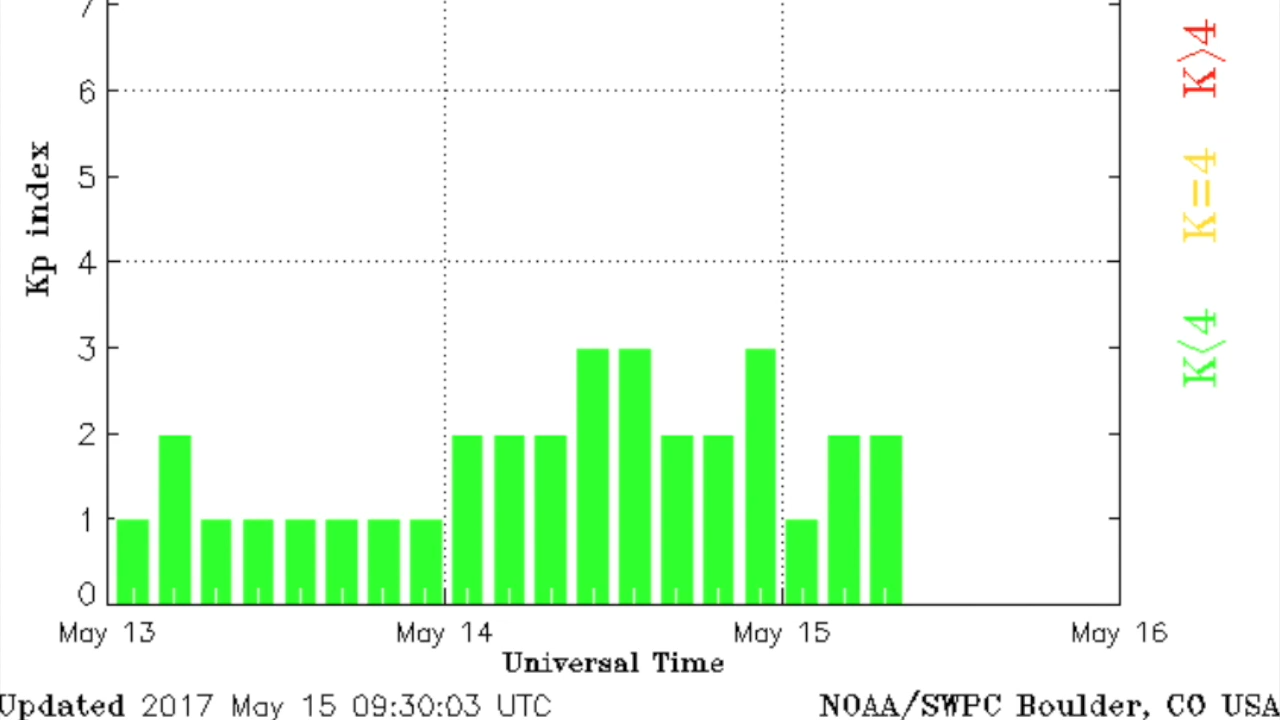 7
6
5
4
3
2
1
0
Kp index
K>4
K=4
K<4
May 13 May 14 May 15 May 16
Universal Time
Updated 2017 May 15 09:30:03 UTC
NOAA/SWPC Boulder, CO USA